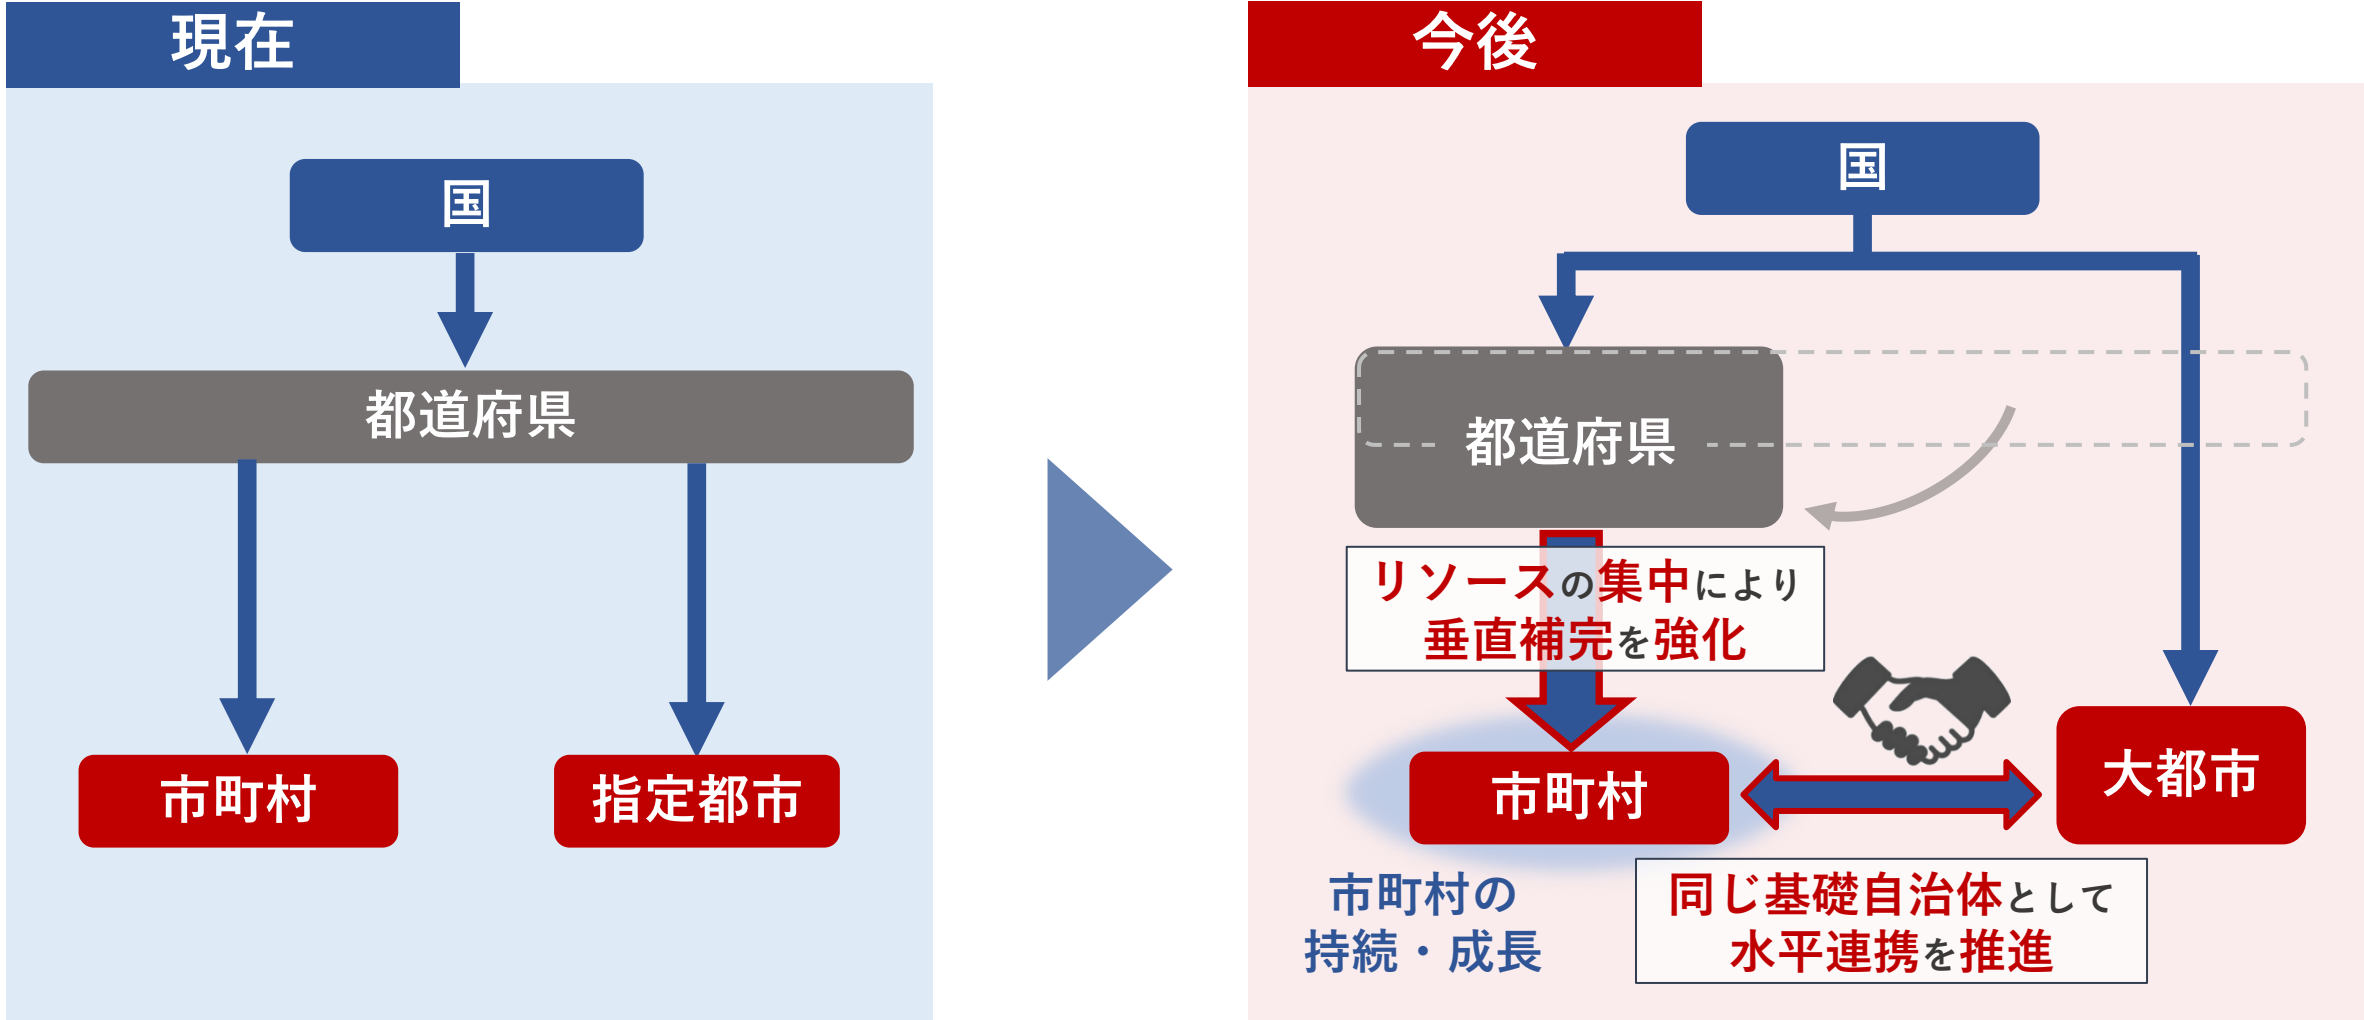 現在
国
都道府県
市町村
指定都市
今後
国
都道府県
リソースの集中により
垂直補完を強化
市町村
大都市
市町村の
持続・成長
同じ基礎自治体として
水平連携を推進